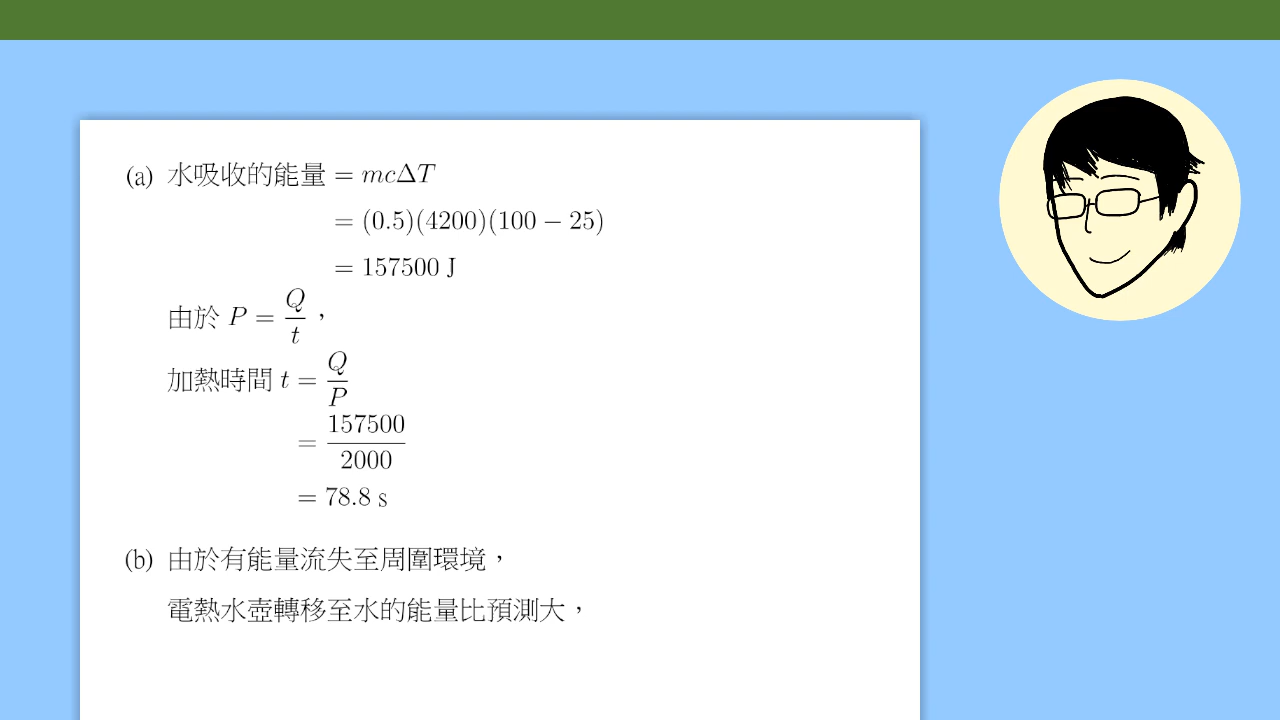 (a) 水吸收的能量 = mcΔT
= (0.5)(4200)(100 − 25)
= 157500 J
由於 P = Q/t，
加熱時間 t = Q/P
= 157500/2000
= 78.8 s
(b) 由於有能量流失至周圍環境，
電熱水壺轉移至水的能量比預測大，